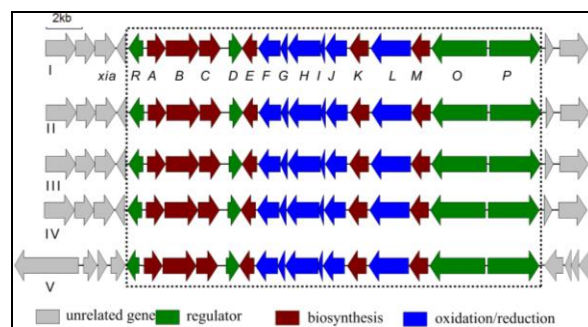 2kb
I
xia R A B C D E F G H I J K L M O P
II
III
IV
V
unrelated gene regulator biosynthesis oxidation/reduction